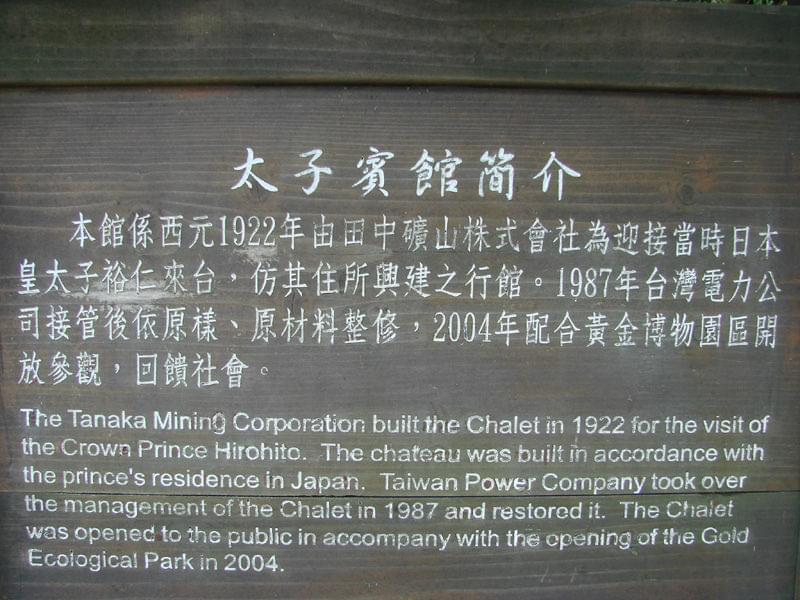 太子賓館簡介
本館係西元1922年由田中礦山株式會社為迎接當時日本
皇太子裕仁來台，仿其住所興建之行館。1987年台灣電力公
司接管後依原樣、原材料整修，2004年配合黃金博物園區開
放參觀，回饋社會。
The Tanaka Mining Corporation built the Chalet in 1922 for the visit of
the Crown Prince Hirohito.  The chateau was built in accordance with
the prince's residence in Japan.  Taiwan Power Company took over
the management of the Chalet in 1987 and restored it.  The Chalet
was opened to the public in accompany with the opening of the Gold
Ecological Park in 2004.